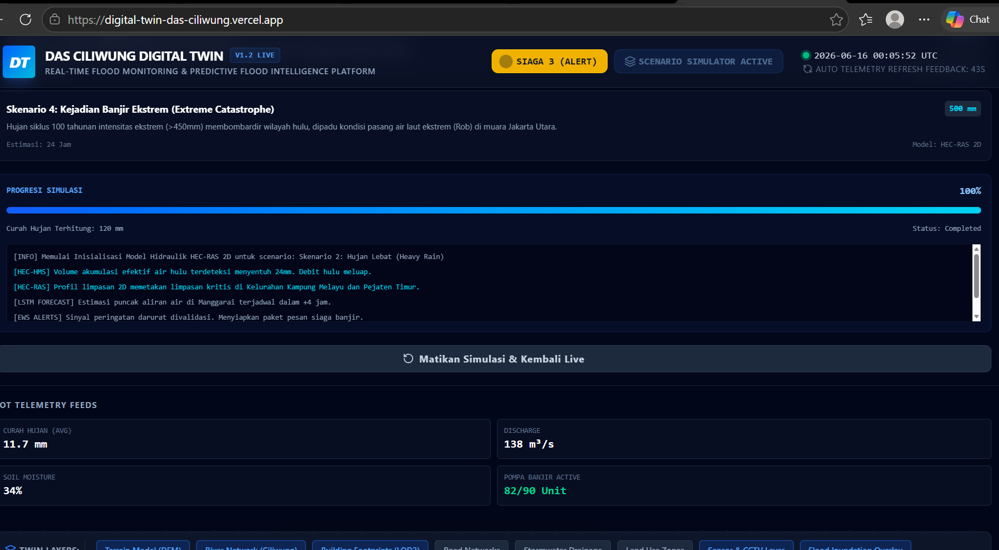 https://digital-twin-das-ciliwung.vercel.app
Chat
DT
DAS CILIWUNG DIGITAL TWIN
V1.2 LIVE
REAL-TIME FLOOD MONITORING & PREDICTIVE FLOOD INTELLIGENCE PLATFORM
SIAGA 3 (ALERT)
SCENARIO SIMULATOR ACTIVE
2026-06-16 00:05:52 UTC
AUTO TELEMETRY REFRESH FEEDBACK: 43S
Skenario 4: Kejadian Banjir Ekstrem (Extreme Catastrophe)
500 mm
Hujan siklus 100 tahunan intensitas ekstrem (>450mm) membombardir wilayah hulu, dipadu kondisi pasang air laut ekstrem (Rob) di muara Jakarta Utara.
Estimasi: 24 Jam
Model: HEC-RAS 2D
PROGRESI SIMULASI
100%
Curah Hujan Terhitung: 120 mm
Status: Completed
[INFO] Memulai Inisialisasi Model Hidraulik HEC-RAS 2D untuk scenario: Skenario 2: Hujan Lebat (Heavy Rain)
[HEC-HMS] Volume akumulasi efektif air hulu terdeteksi menyentuh 24mm. Debit hulu meluap.
[HEC-RAS] Profil limpasan 2D memetakan limpasan kritis di Kelurahan Kampung Melayu dan Pejaten Timur.
[LSTM FORECAST] Estimasi puncak aliran air di Manggarai terjadwal dalam +4 jam.
[EWS ALERTS] Sinyal peringatan darurat divalidasi. Menyiapkan paket pesan siaga banjir.
Matikan Simulasi & Kembali Live
OT TELEMETRY FEEDS
CURAH HUJAN (AVG)
11.7 mm
DISCHARGE
138 m³/s
SOIL MOISTURE
34%
POMPA BANJIR ACTIVE
82/90 Unit
TWIN LAYERS:
Terrain Model (DEM)
River Network (Ciliwung)
Building Footprints (LOD2)
Road Networks
Stormwater Drainage
Land Use Zones
Sensor & CCTV Layer
Flood Inundation Overlay